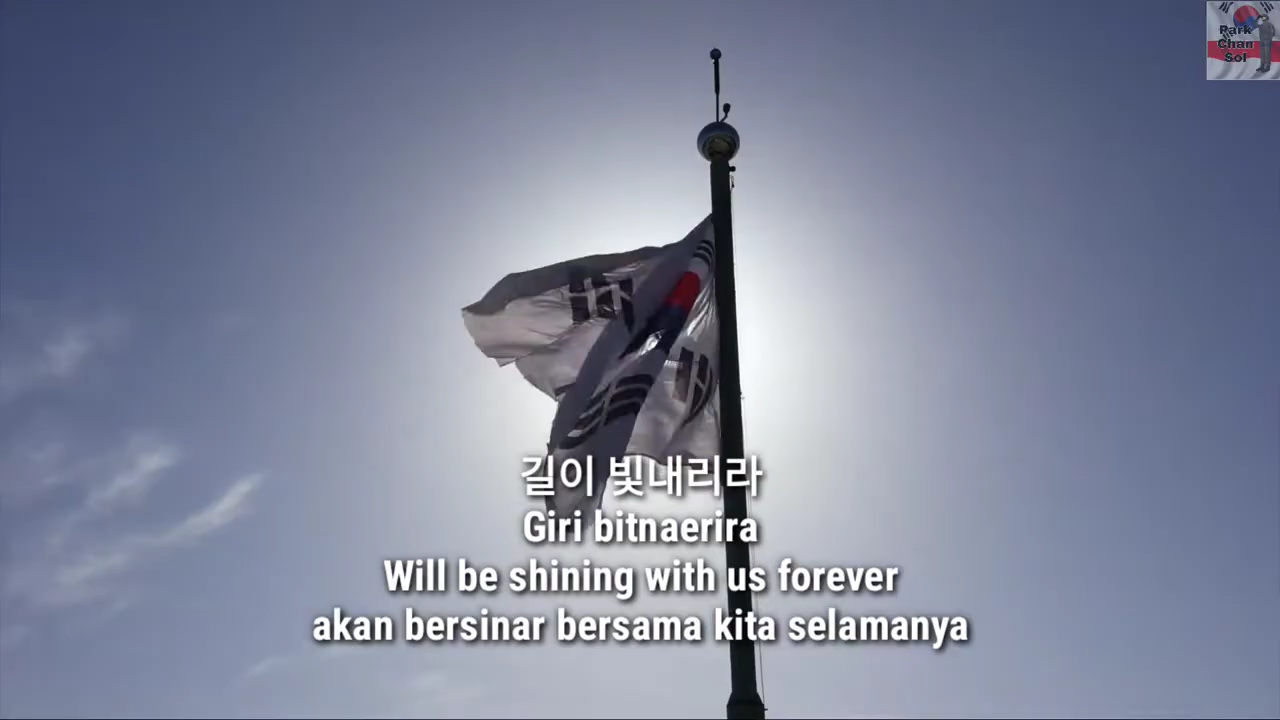 Park
Chan
Sol
길이 빛내리라
Giri bitnaerira
Will be shining with us forever
akan bersinar bersama kita selamanya